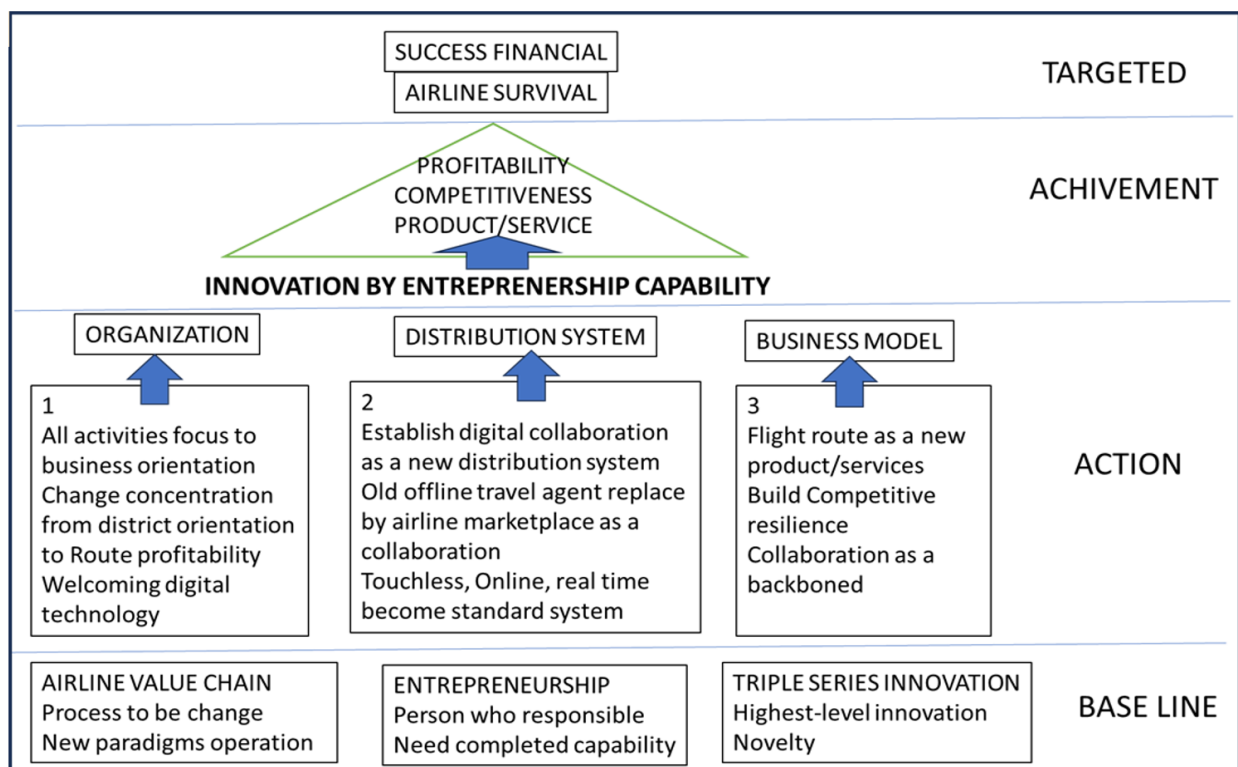 SUCCESS FINANCIAL
AIRLINE SURVIVAL
TARGETED
PROFITABILITY
COMPETITIVENESS
PRODUCT/SERVICE
ACHIVEMENT
INNOVATION BY ENTREPRENERSHIP CAPABILITY
ORGANIZATION
1
All activities focus to
business orientation
Change concentration
from district orientation
to Route profitability
Welcoming digital
technology
DISTRIBUTION SYSTEM
2
Establish digital collaboration
as a new distribution system
Old offline travel agent replace
by airline marketplace as a
collaboration
Touchless, Online, real time
become standard system
BUSINESS MODEL
3
Flight route as a new
product/services
Build Competitive
resilience
Collaboration as a
backboned
ACTION
AIRLINE VALUE CHAIN
Process to be change
New paradigms operation
ENTREPRENEURSHIP
Person who responsible
Need completed capability
TRIPLE SERIES INNOVATION
Highest-level innovation
Novelty
BASE LINE